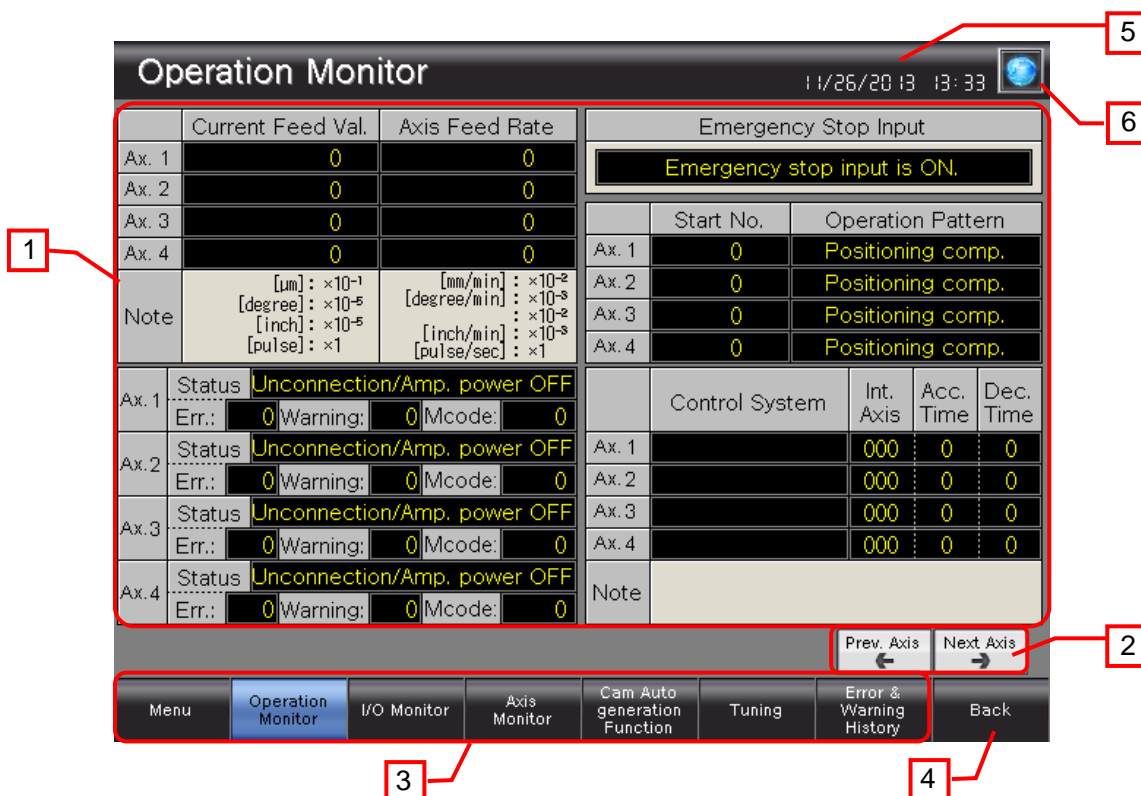 5
Operation Monitor
11/26/2013 13:33
6
Current Feed Val. Axis Feed Rate
Ax. 1 0 0
Ax. 2 0 0
Ax. 3 0 0
Ax. 4 0 0
1
Note
[µm] : ×10⁻¹
[degree] : ×10⁻⁵
[inch] : ×10⁻⁵
[pulse] : ×1
[mm/min] : ×10⁻²
[degree/min] : ×10⁻³
: ×10⁻²
[inch/min] : ×10⁻³
[pulse/sec] : ×1
Emergency Stop Input
Emergency stop input is ON.
Start No. Operation Pattern
Ax. 1 0 Positioning comp.
Ax. 2 0 Positioning comp.
Ax. 3 0 Positioning comp.
Ax. 4 0 Positioning comp.
Ax. 1
Status Unconnection/Amp. power OFF
Err.: 0 Warning: 0 Mcode: 0
Ax. 2
Status Unconnection/Amp. power OFF
Err.: 0 Warning: 0 Mcode: 0
Ax. 3
Status Unconnection/Amp. power OFF
Err.: 0 Warning: 0 Mcode: 0
Ax. 4
Status Unconnection/Amp. power OFF
Err.: 0 Warning: 0 Mcode: 0
Control System
Int. Axis
Acc. Time
Dec. Time
Ax. 1 000 0 0
Ax. 2 000 0 0
Ax. 3 000 0 0
Ax. 4 000 0 0
Note
Prev. Axis
Next Axis
2
Menu
Operation
Monitor
I/O Monitor
Axis
Monitor
Cam Auto
generation
Function
Tuning
Error &
Warning
History
Back
3
4